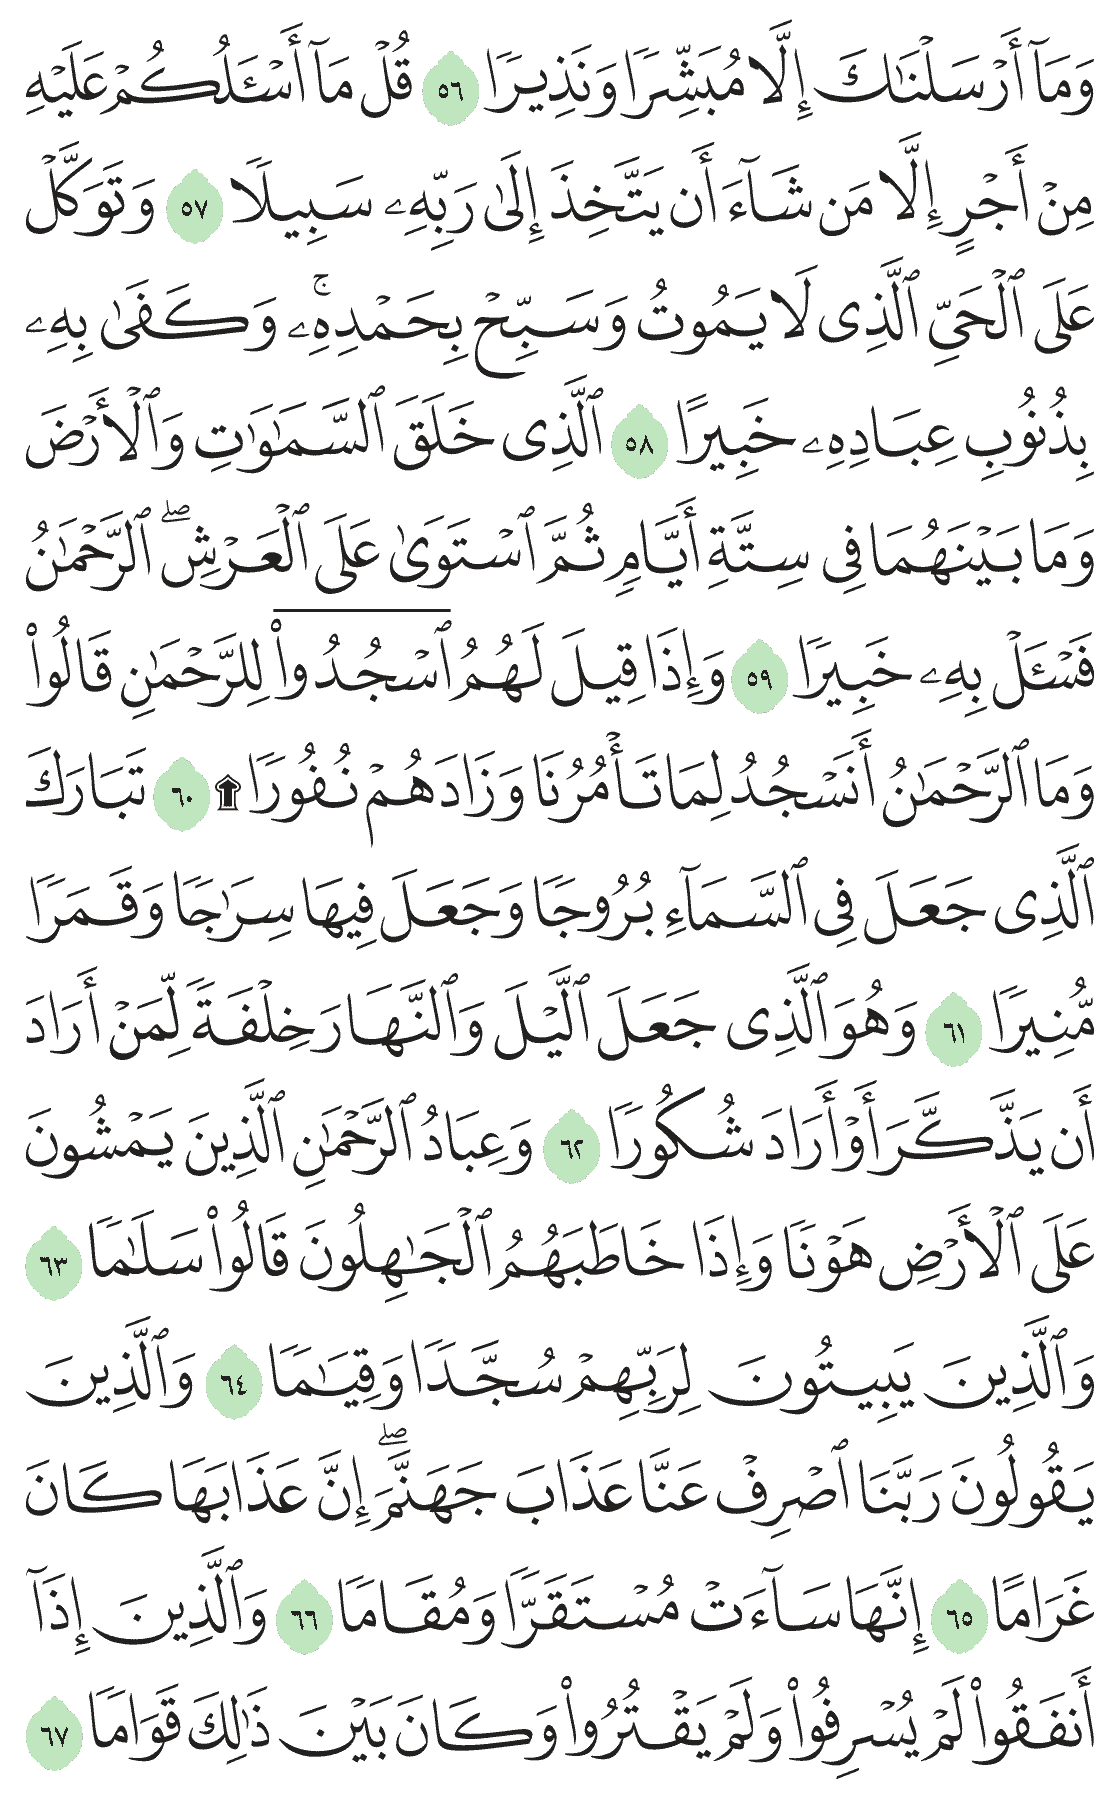 وَمَآ أَرۡسَلۡنَٰكَ إِلَّا مُبَشِّرٗا وَنَذِيرٗا ٥٦ قُلۡ مَآ أَسۡـَٔلُكُمۡ عَلَيۡهِ
مِنۡ أَجۡرٍ إِلَّا مَن شَآءَ أَن يَتَّخِذَ إِلَىٰ رَبِّهِۦ سَبِيلٗا ٥٧ وَتَوَكَّلۡ
عَلَى ٱلۡحَيِّ ٱلَّذِي لَا يَمُوتُ وَسَبِّحۡ بِحَمۡدِهِۦۚ وَكَفَىٰ بِهِۦ
بِذُنُوبِ عِبَادِهِۦ خَبِيرًا ٥٨ ٱلَّذِي خَلَقَ ٱلسَّمَٰوَٰتِ وَٱلۡأَرۡضَ
وَمَا بَيۡنَهُمَا فِي سِتَّةِ أَيَّامٖ ثُمَّ ٱسۡتَوَىٰ عَلَى ٱلۡعَرۡشِۖ ٱلرَّحۡمَٰنُ
فَسۡـَٔلۡ بِهِۦ خَبِيرٗا ٥٩ وَإِذَا قِيلَ لَهُمُ ٱسۡجُدُواْ لِلرَّحۡمَٰنِ قَالُواْ
وَمَا ٱلرَّحۡمَٰنُ أَنَسۡجُدُ لِمَا تَأۡمُرُنَا وَزَادَهُمۡ نُفُورٗا ۩ ٦٠ تَبَارَكَ
ٱلَّذِي جَعَلَ فِي ٱلسَّمَآءِ بُرُوجٗا وَجَعَلَ فِيهَا سِرَٰجٗا وَقَمَرٗا
مُّنِيرٗا ٦١ وَهُوَ ٱلَّذِي جَعَلَ ٱلَّيۡلَ وَٱلنَّهَارَ خِلۡفَةٗ لِّمَنۡ أَرَادَ
أَن يَذَّكَّرَ أَوۡ أَرَادَ شُكُورٗا ٦٢ وَعِبَادُ ٱلرَّحۡمَٰنِ ٱلَّذِينَ يَمۡشُونَ
عَلَى ٱلۡأَرۡضِ هَوۡنٗا وَإِذَا خَاطَبَهُمُ ٱلۡجَٰهِلُونَ قَالُواْ سَلَٰمٗا ٦٣
وَٱلَّذِينَ يَبِيتُونَ لِرَبِّهِمۡ سُجَّدٗا وَقِيَٰمٗا ٦٤ وَٱلَّذِينَ
يَقُولُونَ رَبَّنَا ٱصۡرِفۡ عَنَّا عَذَابَ جَهَنَّمَۖ إِنَّ عَذَابَهَا كَانَ
غَرَامًا ٦٥ إِنَّهَا سَآءَتۡ مُسۡتَقَرّٗا وَمُقَامٗا ٦٦ وَٱلَّذِينَ إِذَآ
أَنفَقُواْ لَمۡ يُسۡرِفُواْ وَلَمۡ يَقۡتُرُواْ وَكَانَ بَيۡنَ ذَٰلِكَ قَوَامٗا ٦٧